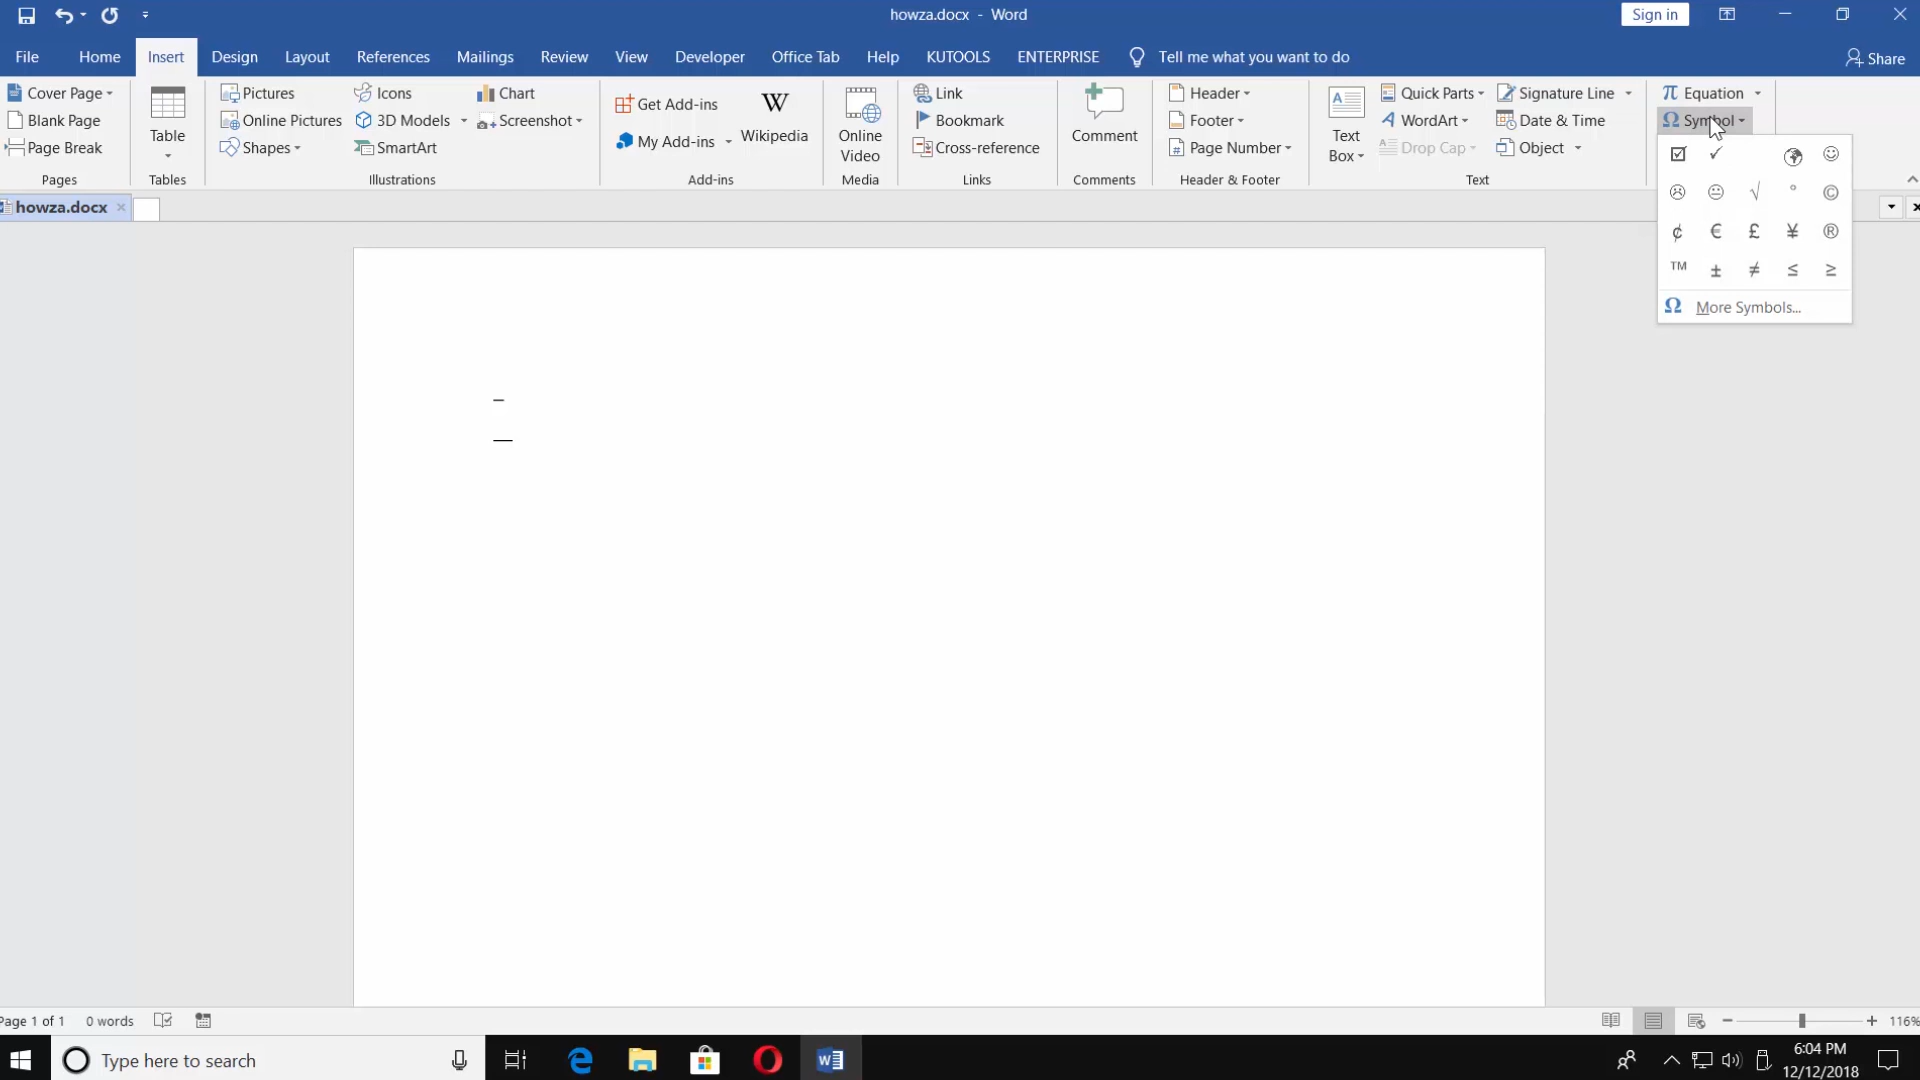 howza.docx - Word
Sign in
File Home Insert Design Layout References Mailings Review View Developer Office Tab Help KUTOOLS ENTERPRISE Tell me what you want to do
Share
Cover Page
Blank Page
Page Break
Pages
Table
Tables
Pictures
Online Pictures
Shapes
Icons
3D Models
SmartArt
Chart
Screenshot
Illustrations
Get Add-ins
My Add-ins
W
Wikipedia
Add-ins
Online
Video
Media
Link
Bookmark
Cross-reference
Links
Comment
Comments
Header
Footer
Page Number
Header & Footer
Text
Box
Quick Parts
WordArt
Drop Cap
Signature Line
Date & Time
Object
Text
π Equation
Ω Symbol
☑ ✓ ☺
☹ 😐 √ ° ©
¢ € £ ¥ ®
™ ± ≠ ≤ ≥
Ω More Symbols...
howza.docx
–
—
Page 1 of 1 0 words
116%
Type here to search
6:04 PM
12/12/2018